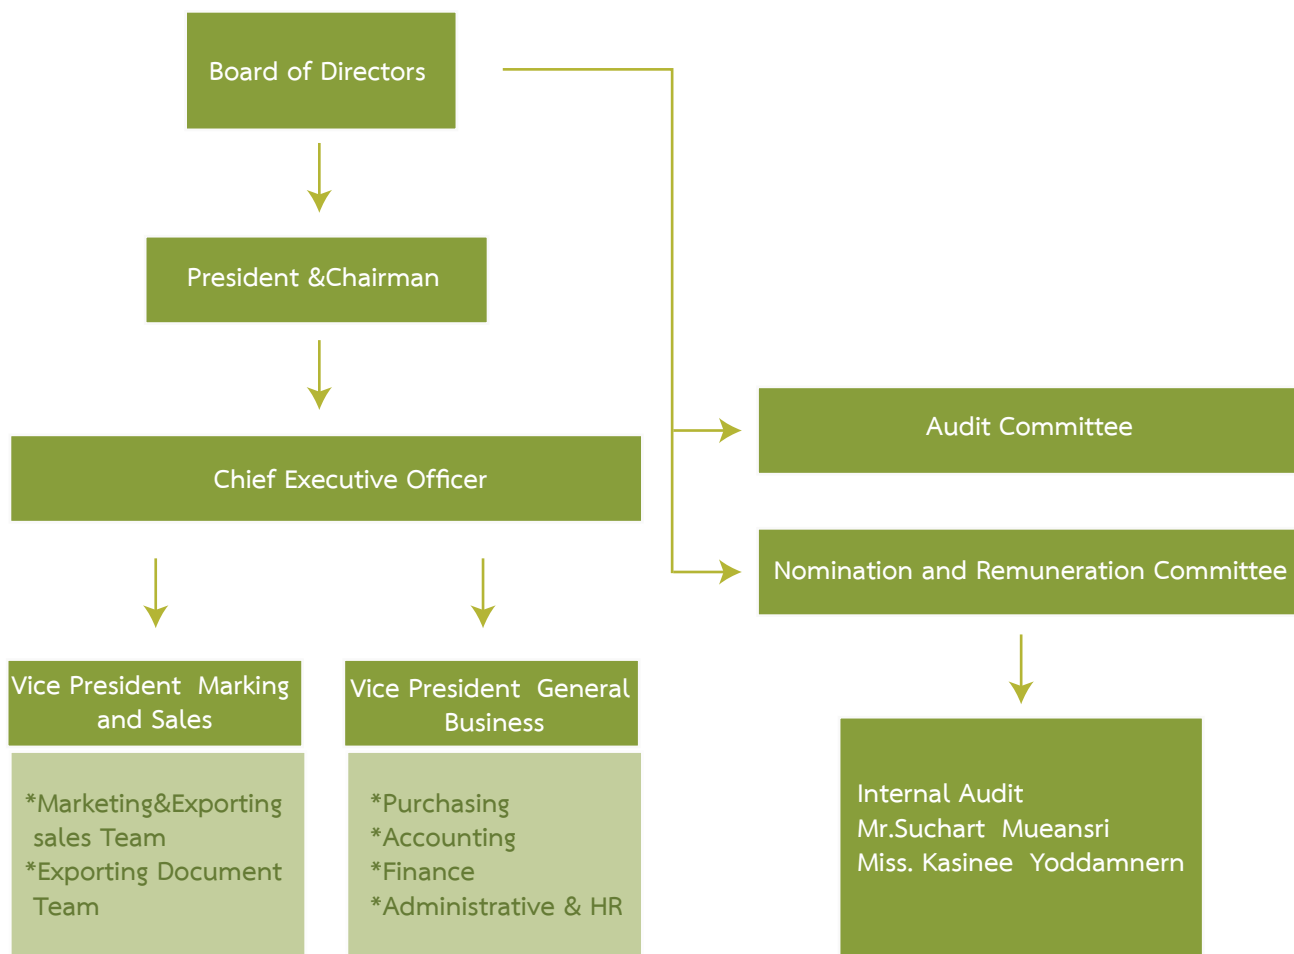 Board of Directors
President &Chairman
Chief Executive Officer
Audit Committee
Nomination and Remuneration Committee
Vice President Marking
and Sales
*Marketing&Exporting
sales Team
*Exporting Document
Team
Vice President General
Business
*Purchasing
*Accounting
*Finance
*Administrative & HR
Internal Audit
Mr.Suchart Mueansri
Miss. Kasinee Yoddamnern